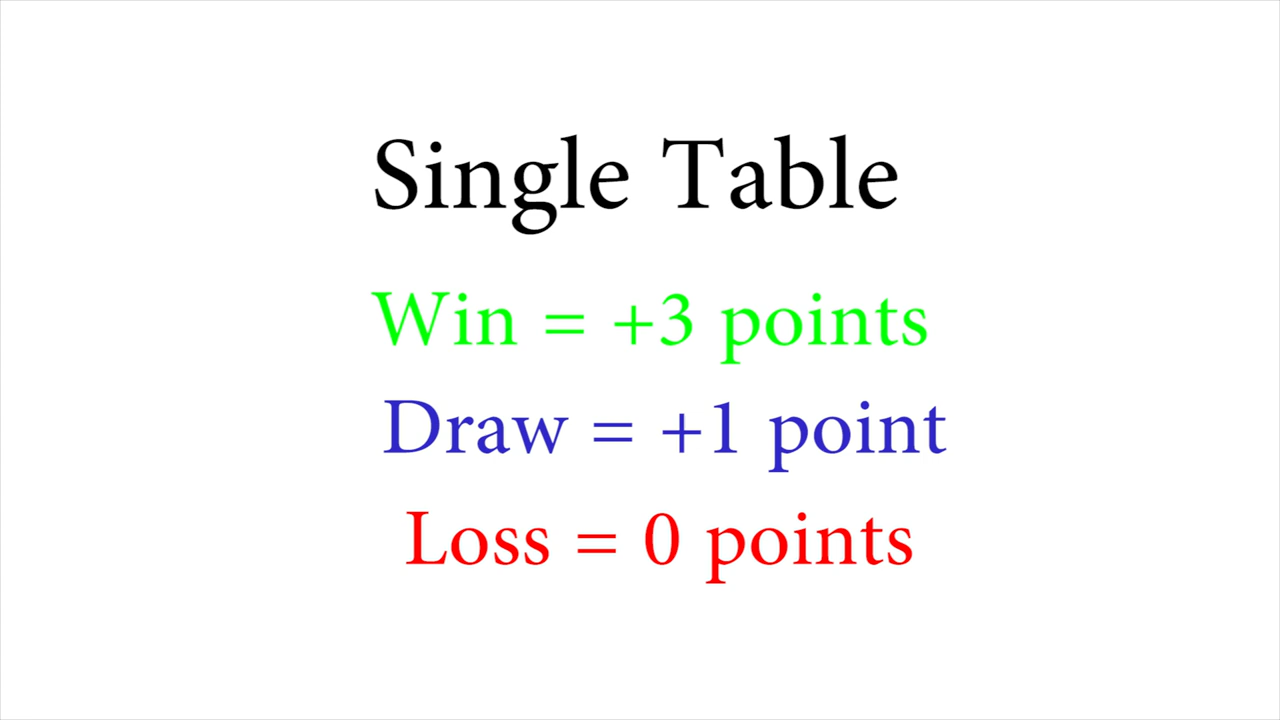 Single Table
Win = +3 points
Draw = +1 point
Loss = 0 points